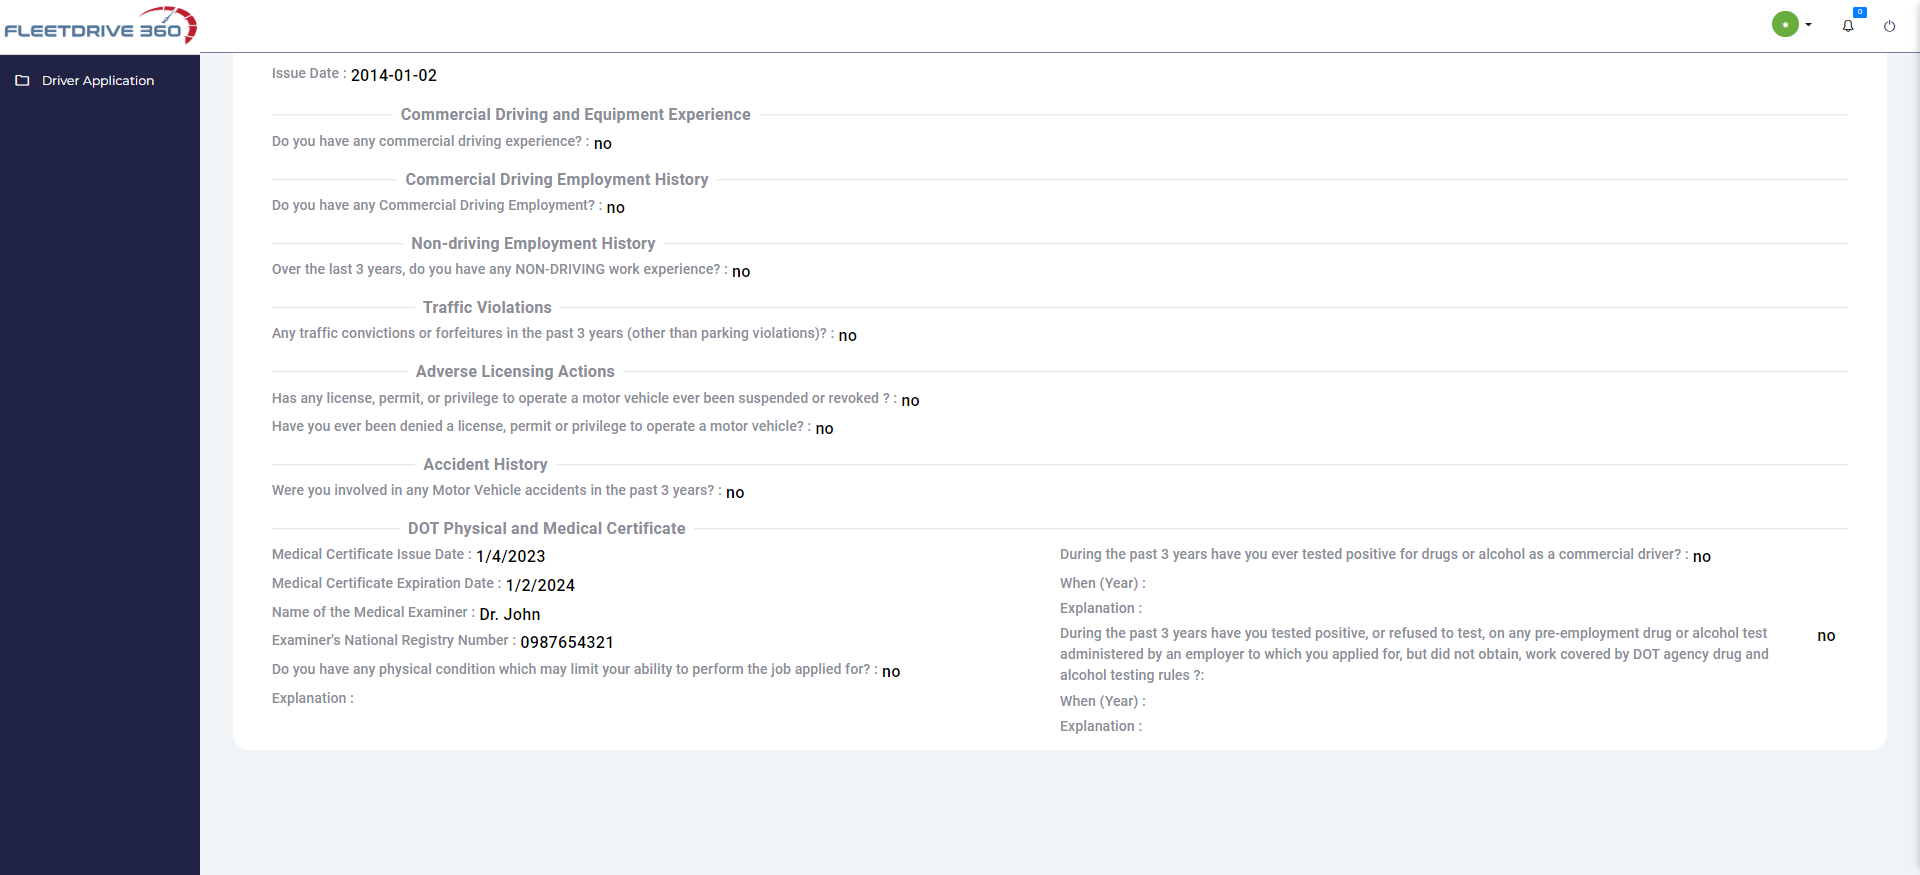 FLEETDRIVE 360
0
Driver Application
Issue Date : 2014-01-02
Commercial Driving and Equipment Experience
Do you have any commercial driving experience? : no
Commercial Driving Employment History
Do you have any Commercial Driving Employment? : no
Non-driving Employment History
Over the last 3 years, do you have any NON-DRIVING work experience? : no
Traffic Violations
Any traffic convictions or forfeitures in the past 3 years (other than parking violations)? : no
Adverse Licensing Actions
Has any license, permit, or privilege to operate a motor vehicle ever been suspended or revoked ? : no
Have you ever been denied a license, permit or privilege to operate a motor vehicle? : no
Accident History
Were you involved in any Motor Vehicle accidents in the past 3 years? : no
DOT Physical and Medical Certificate
Medical Certificate Issue Date : 1/4/2023
Medical Certificate Expiration Date : 1/2/2024
Name of the Medical Examiner : Dr. John
Examiner's National Registry Number : 0987654321
Do you have any physical condition which may limit your ability to perform the job applied for? : no
Explanation :
During the past 3 years have you ever tested positive for drugs or alcohol as a commercial driver? : no
When (Year) :
Explanation :
During the past 3 years have you tested positive, or refused to test, on any pre-employment drug or alcohol test no
administered by an employer to which you applied for, but did not obtain, work covered by DOT agency drug and
alcohol testing rules ?:
When (Year) :
Explanation :